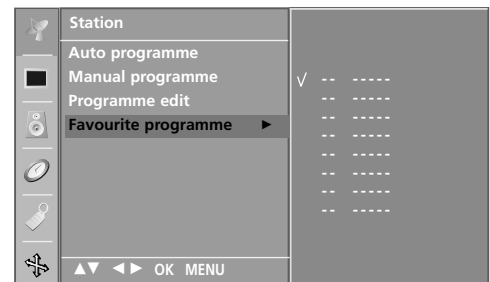 Station
Auto programme
Manual programme
Programme edit
Favourite programme ►
√ -- -----
-- -----
-- -----
-- -----
-- -----
-- -----
-- -----
-- -----
▲▼ ◄► OK MENU